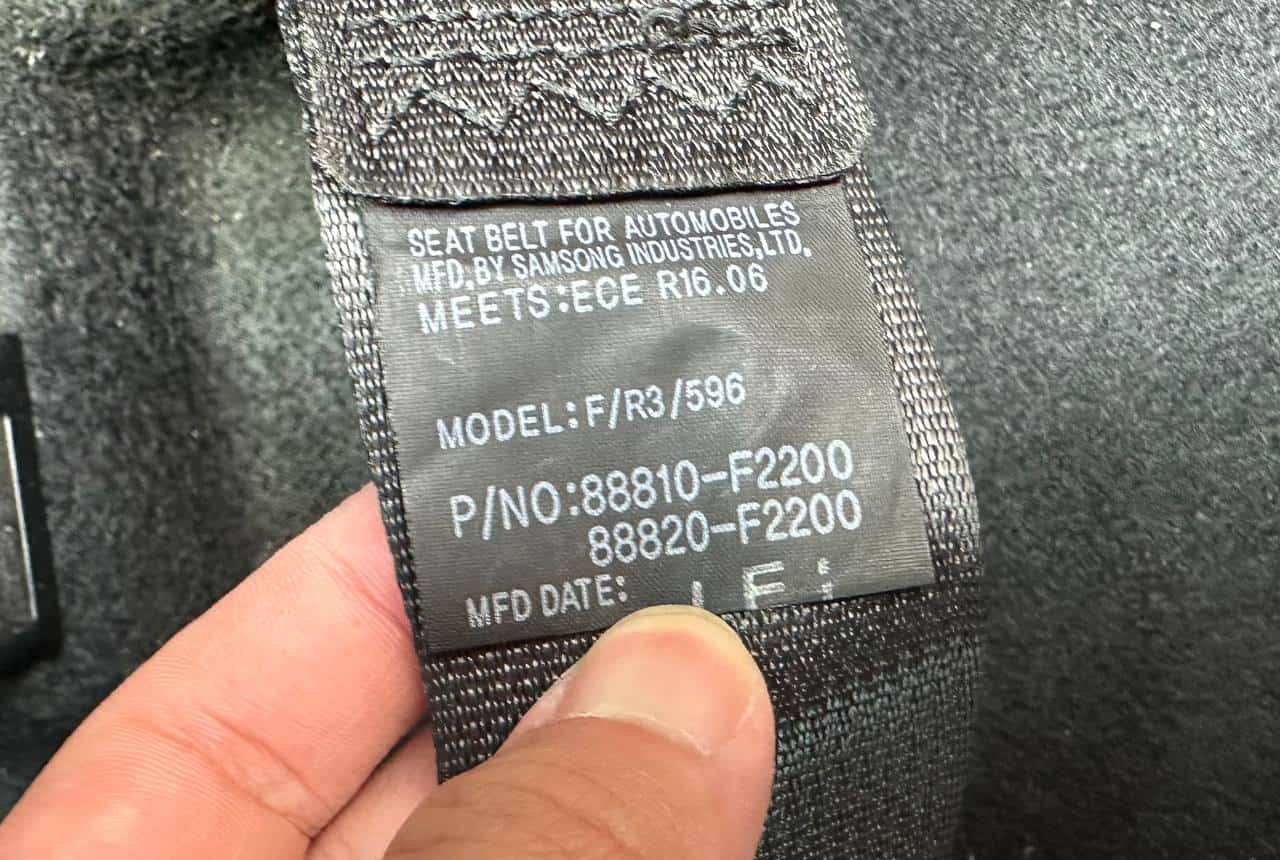 SEAT BELT FOR AUTOMOBILES
MFD.BY SAMSONG INDUSTRIES,LTD.
MEETS:ECE R16.06
MODEL:F/R3/596
P/NO:88810-F2200
88820-F2200
MFD DATE: